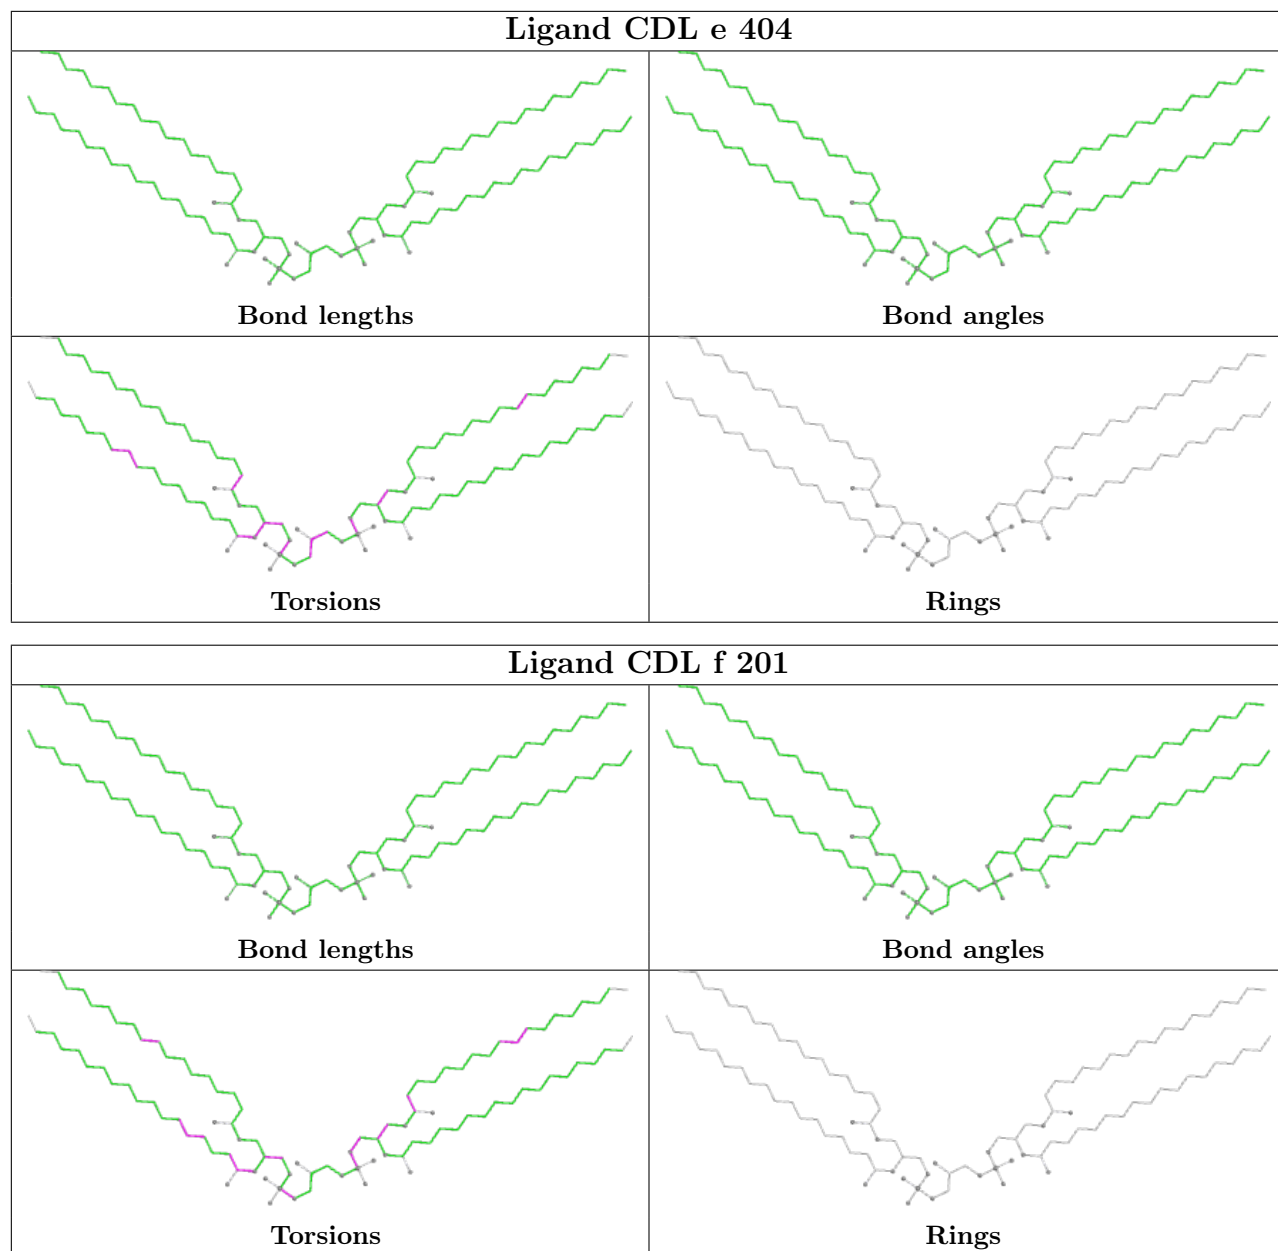 Ligand CDL e 404
Bond lengths
Bond angles
Torsions
Rings
Ligand CDL f 201
Bond lengths
Bond angles
Torsions
Rings